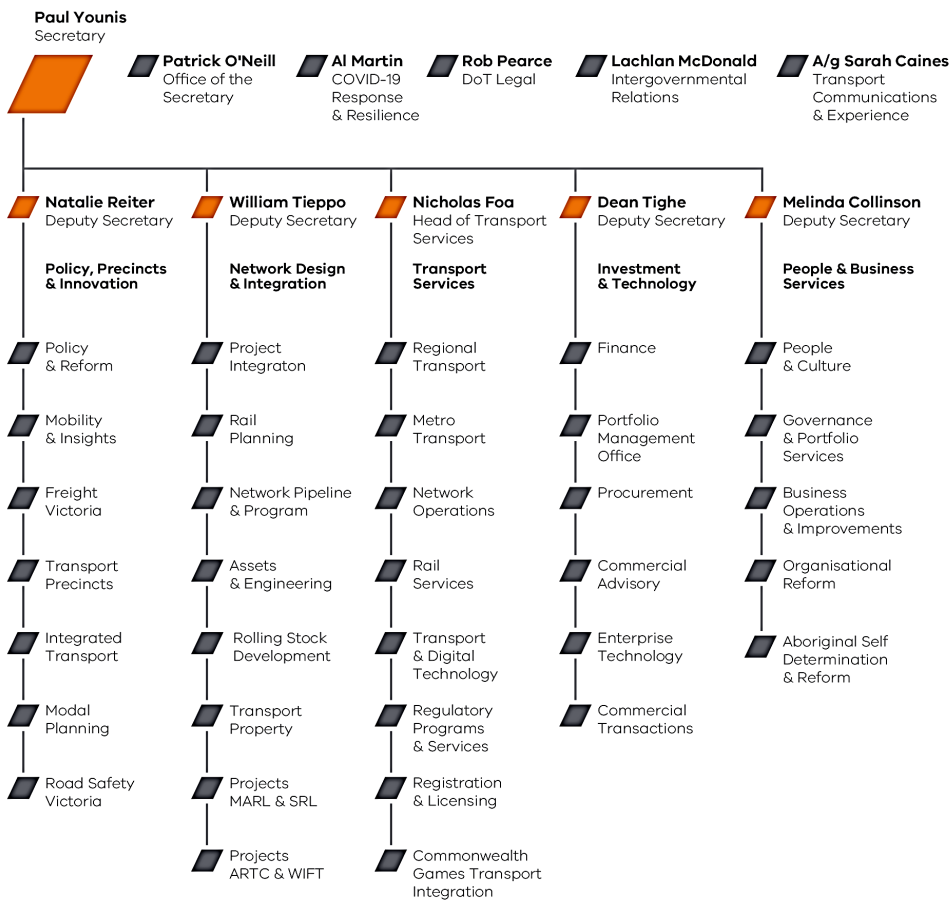 Paul Younis
Secretary
Patrick O'Neill
Office of the
Secretary
Al Martin
COVID-19
Response
& Resilience
Rob Pearce
DoT Legal
Lachlan McDonald
Intergovernmental
Relations
A/g Sarah Caines
Transport
Communications
& Experience
Natalie Reiter
Deputy Secretary
Policy, Precincts
& Innovation
Policy
& Reform
Mobility
& Insights
Freight
Victoria
Transport
Precincts
Integrated
Transport
Modal
Planning
Road Safety
Victoria
William Tieppo
Deputy Secretary
Network Design
& Integration
Project
Integraton
Rail
Planning
Network Pipeline
& Program
Assets
& Engineering
Rolling Stock
Development
Transport
Property
Projects
MARL & SRL
Projects
ARTC & WIFT
Nicholas Foa
Head of Transport
Services
Transport
Services
Regional
Transport
Metro
Transport
Network
Operations
Rail
Services
Transport
& Digital
Technology
Regulatory
Programs
& Services
Registration
& Licensing
Commonwealth
Games Transport
Integration
Dean Tighe
Deputy Secretary
Investment
& Technology
Finance
Portfolio
Management
Office
Procurement
Commercial
Advisory
Enterprise
Technology
Commercial
Transactions
Melinda Collinson
Deputy Secretary
People & Business
Services
People
& Culture
Governance
& Portfolio
Services
Business
Operations
& Improvements
Organisational
Reform
Aboriginal Self
Determination
& Reform